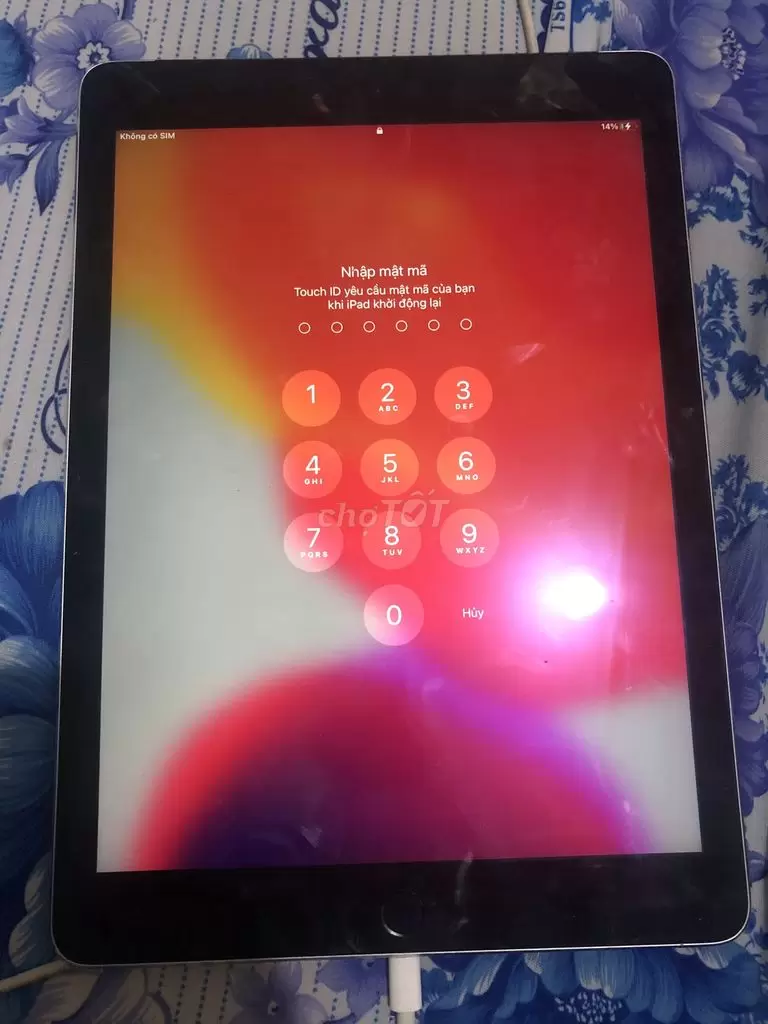 Không có SIM
14%
Nhập mật mã
Touch ID yêu cầu mật mã của bạn
khi iPad khởi động lại
1
2
ABC
3
DEF
4
GHI
5
JKL
6
MNO
chợTỐT
7
PQRS
8
TUV
9
WXYZ
0
Hủy